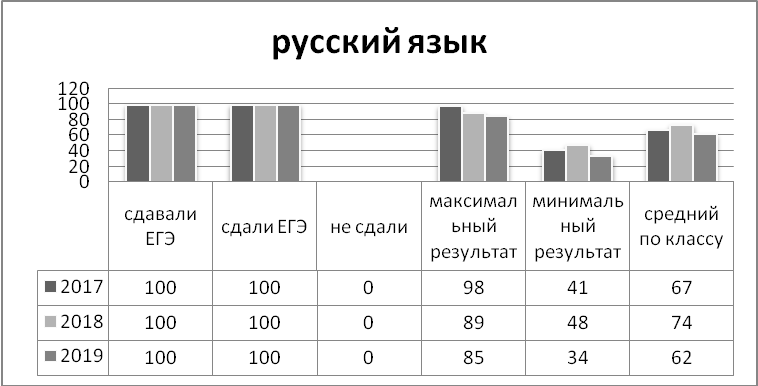 русский язык
120
100
80
60
40
20
0
сдавали
ЕГЭ
сдали ЕГЭ
не сдали
максимал
ьный
результат
минималь
ный
результат
средний
по классу
2017 100 100 0 98 41 67
2018 100 100 0 89 48 74
2019 100 100 0 85 34 62